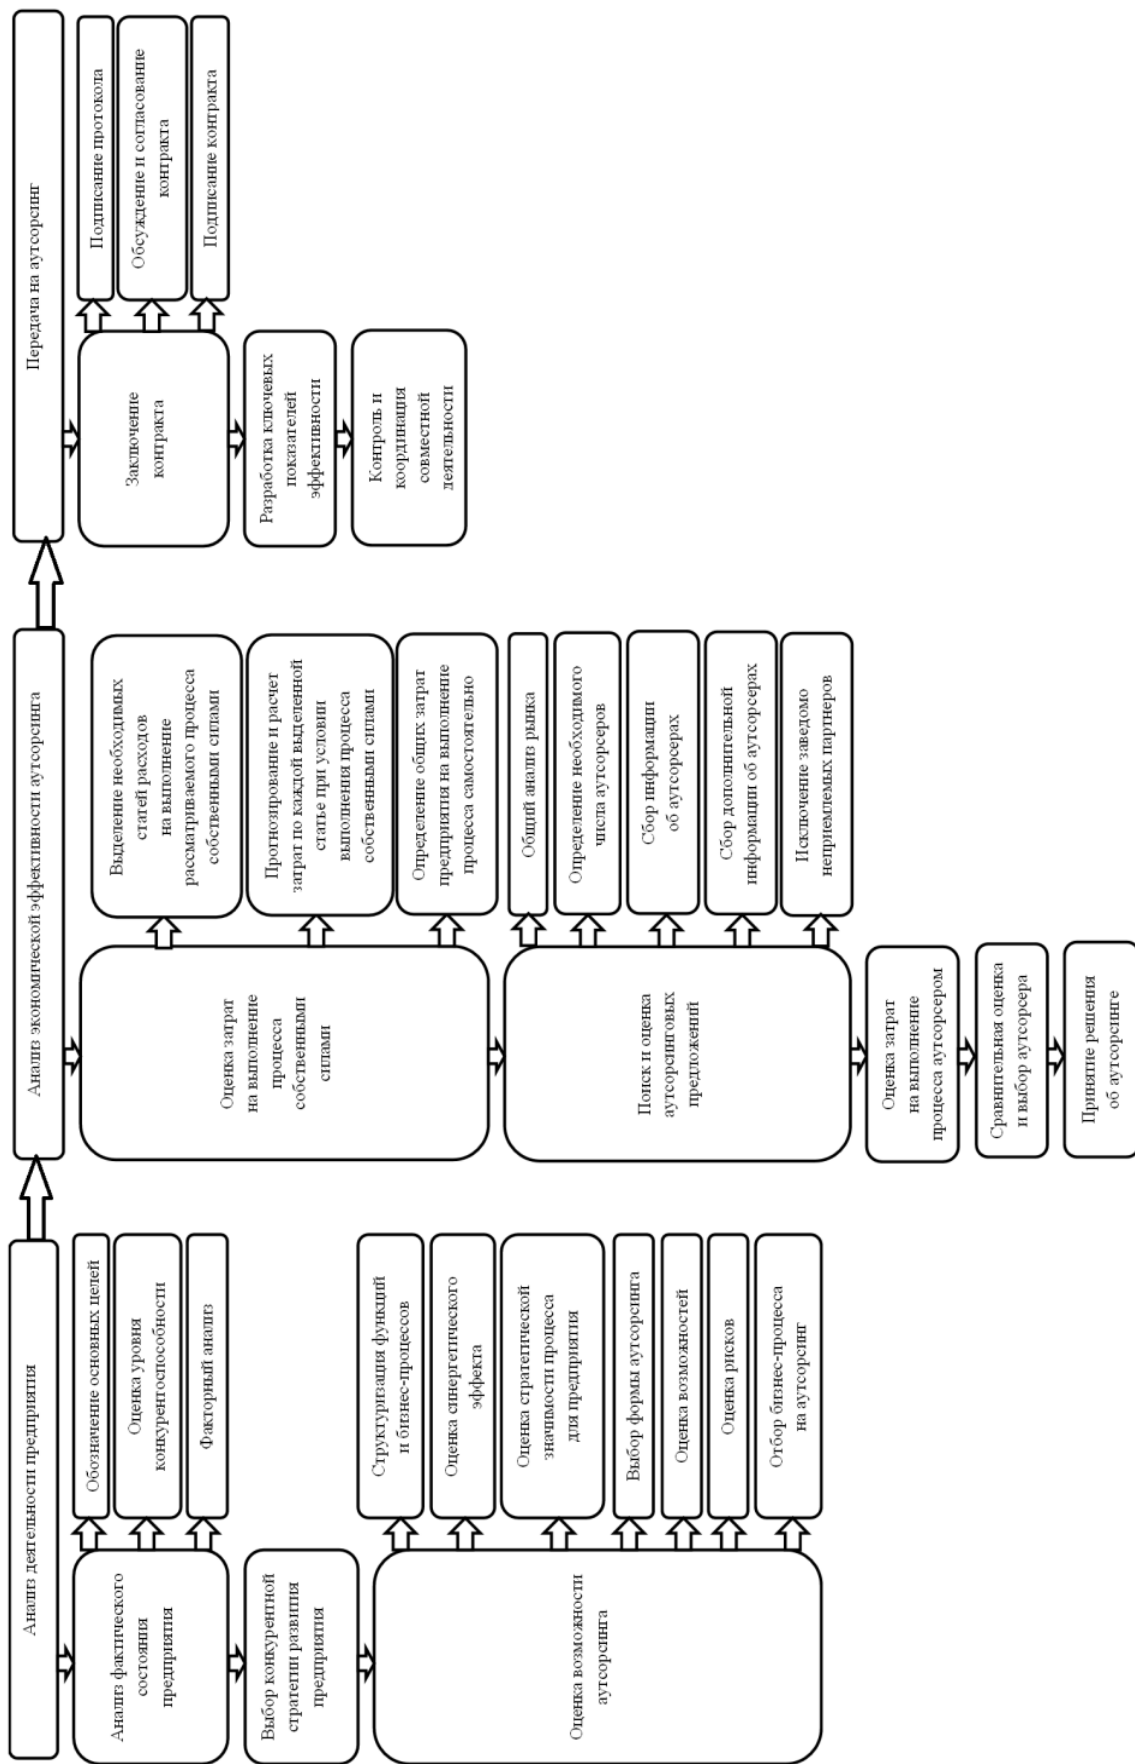 Анализ деятельности предприятия
Анализ фактического
состояния
предприятия
Обозначение основных целей
Оценка уровня
конкурентоспособности
Факторный анализ
Выбор конкурентной
стратегии развития
предприятия
Оценка возможности
аутсорсинга
Структуризация функций
и бизнес-процессов
Оценка синергетического
эффекта
Оценка стратегической
значимости процесса
для предприятия
Выбор формы аутсорсинга
Оценка возможностей
Оценка рисков
Отбор бизнес-процесса
на аутсорсинг
Анализ экономической эффективности аутсорсинга
Оценка затрат
на выполнение
процесса
собственными
силами
Выделение необходимых
статей расходов
на выполнение
рассматриваемого процесса
собственными силами
Прогнозирование и расчет
затрат по каждой выделенной
статье при условии
выполнения процесса
собственными силами
Определение общих затрат
предприятия на выполнение
процесса самостоятельно
Поиск и оценка
аутсорсинговых
предложений
Общий анализ рынка
Определение необходимого
числа аутсорсеров
Сбор информации
об аутсорсерах
Сбор дополнительной
информации об аутсорсерах
Исключение заведомо
неприемлемых партнеров
Оценка затрат
на выполнение
процесса аутсорсером
Сравнительная оценка
и выбор аутсорсера
Принятие решения
об аутсорсинге
Передача на аутсорсинг
Заключение
контракта
Подписание протокола
Обсуждение и согласование
контракта
Подписание контракта
Разработка ключевых
показателей
эффективности
Контроль и
координация
совместной
деятельности